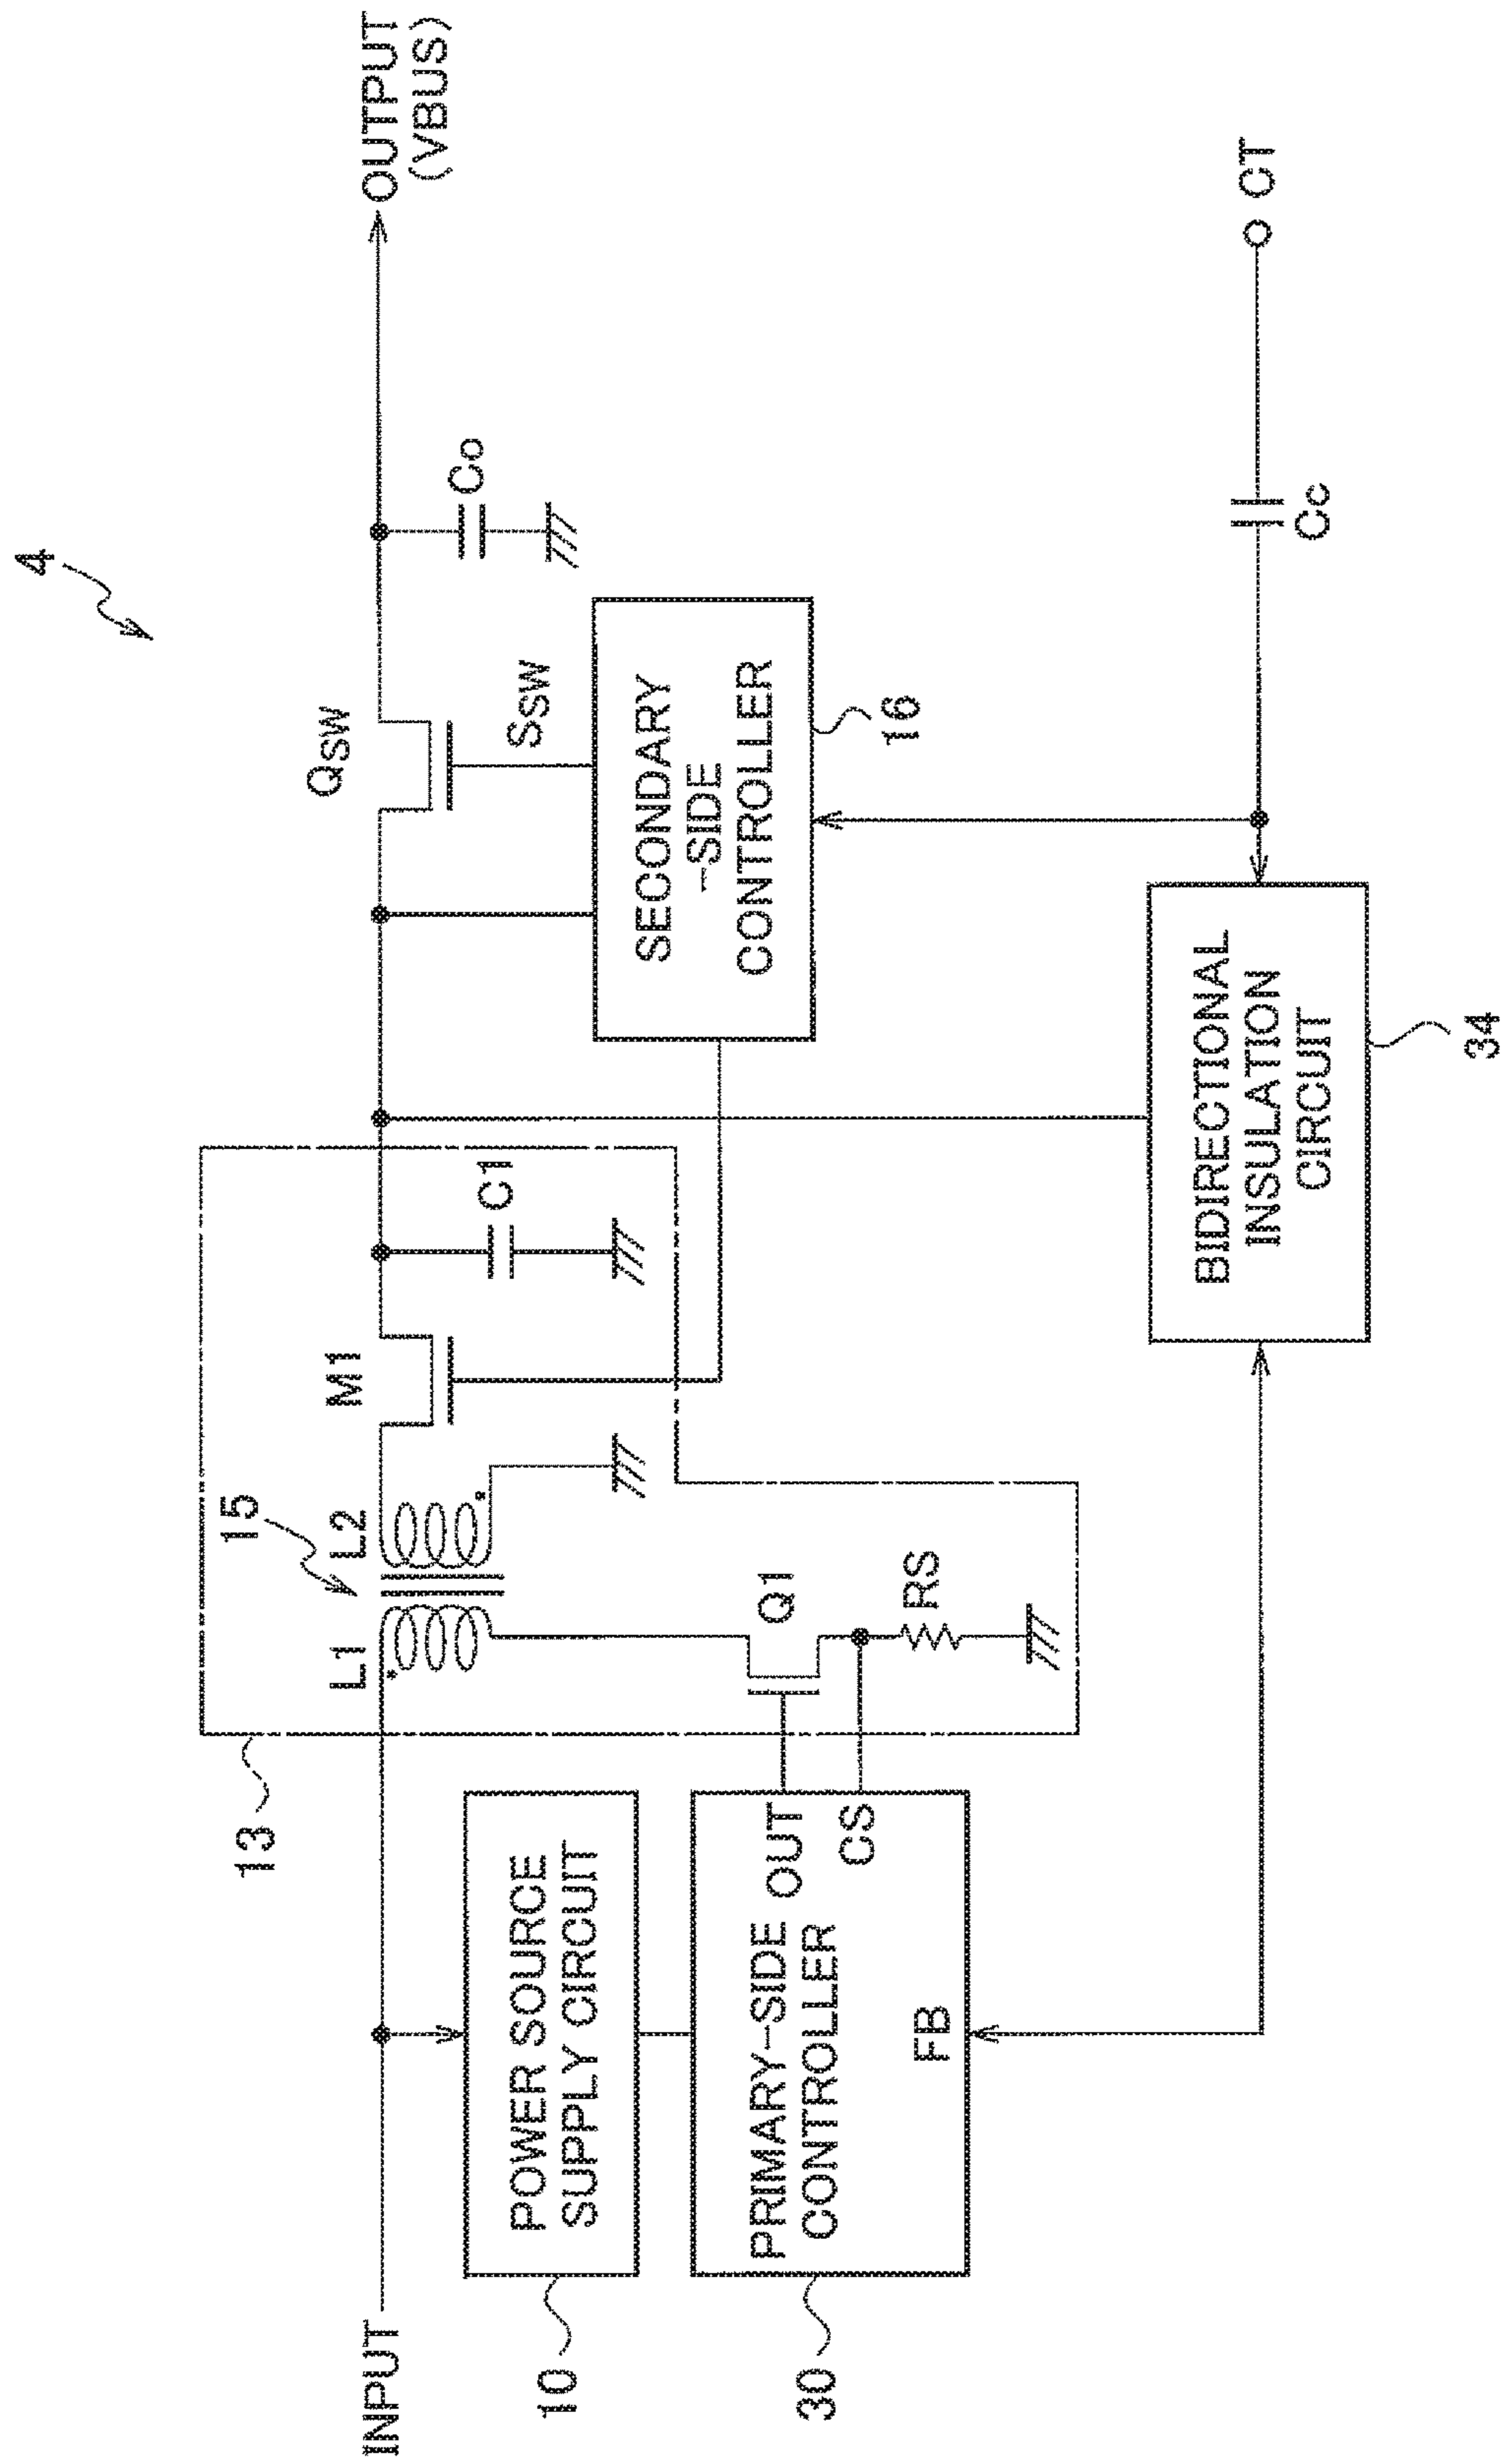 4
OUTPUT
(VBUS)
QSW
Co
SSW
SECONDARY
-SIDE
CONTROLLER
16
CT
Cc
15
L1
L2
M1
C1
13
Q1
RS
INPUT
POWER SOURCE
SUPPLY CIRCUIT
10
PRIMARY-SIDE
CONTROLLER
OUT
CS
FB
30
BIDIRECTIONAL
INSULATION
CIRCUIT
34